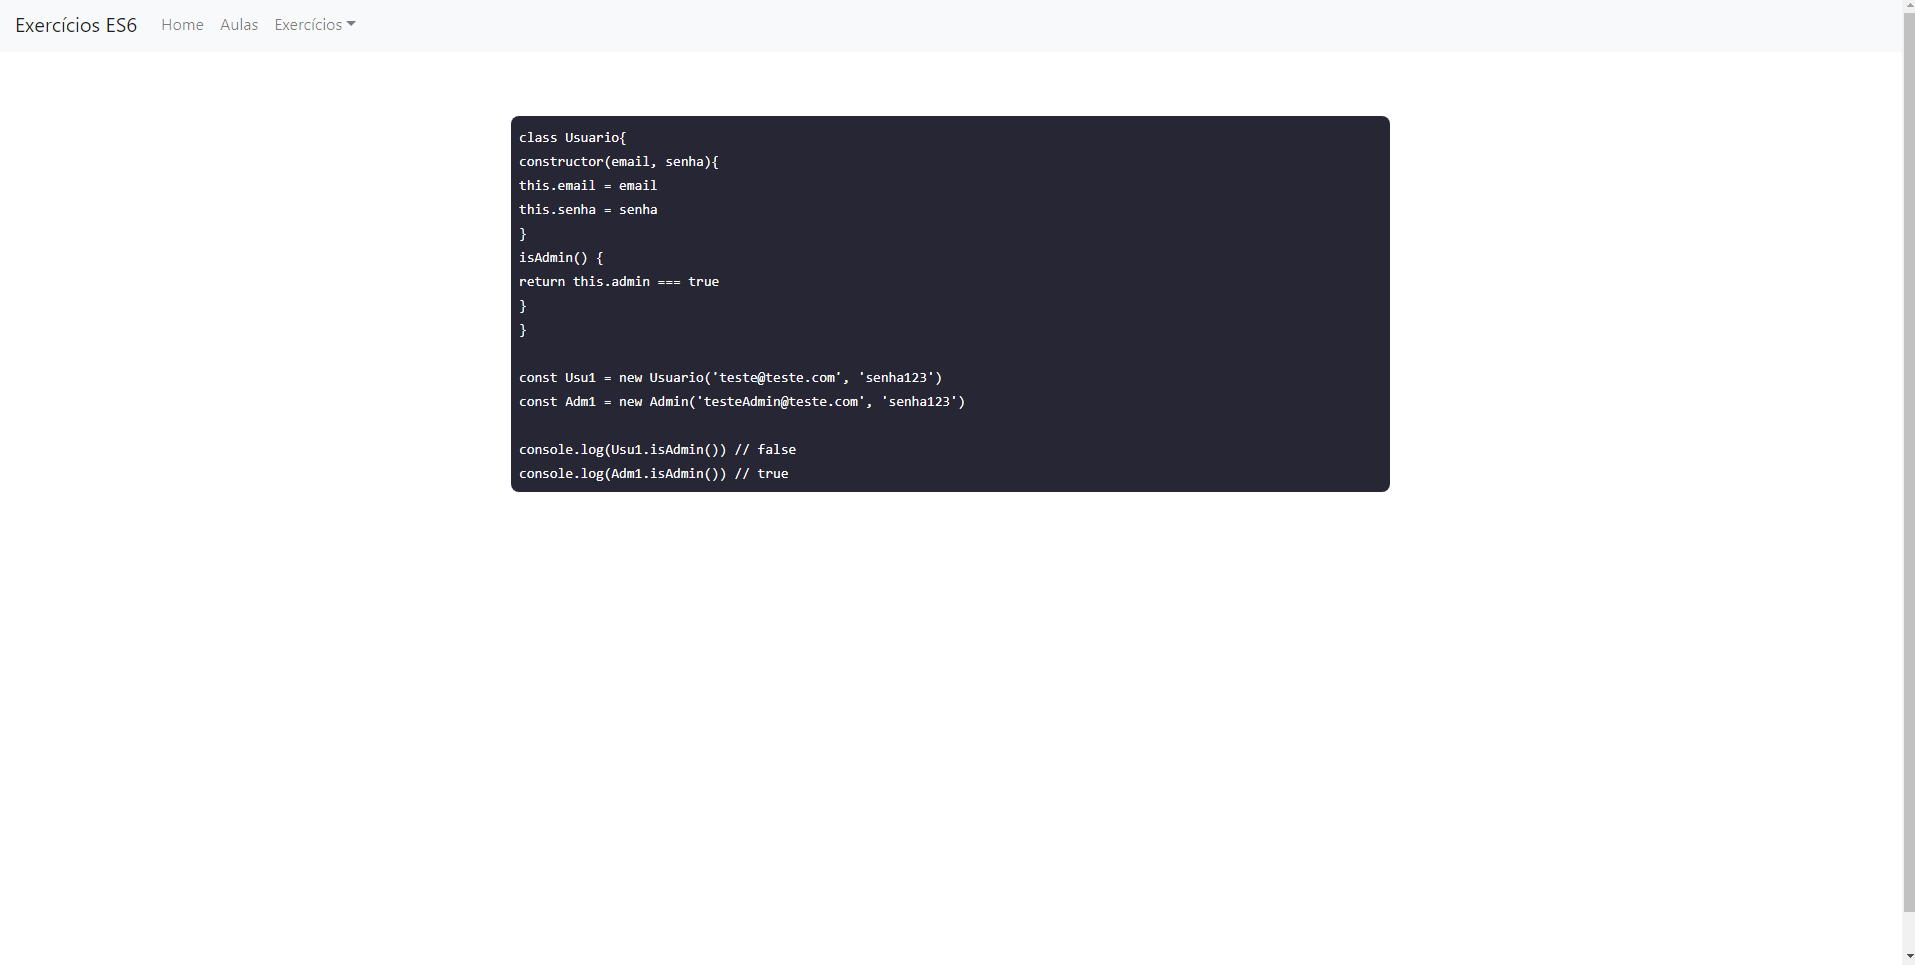 Exercícios ES6 Home Aulas Exercícios
class Usuario{
constructor(email, senha){
this.email = email
this.senha = senha
}
isAdmin() {
return this.admin === true
}
}
const Usu1 = new Usuario('teste@teste.com', 'senha123')
const Adm1 = new Admin('testeAdmin@teste.com', 'senha123')
console.log(Usu1.isAdmin()) // false
console.log(Adm1.isAdmin()) // true